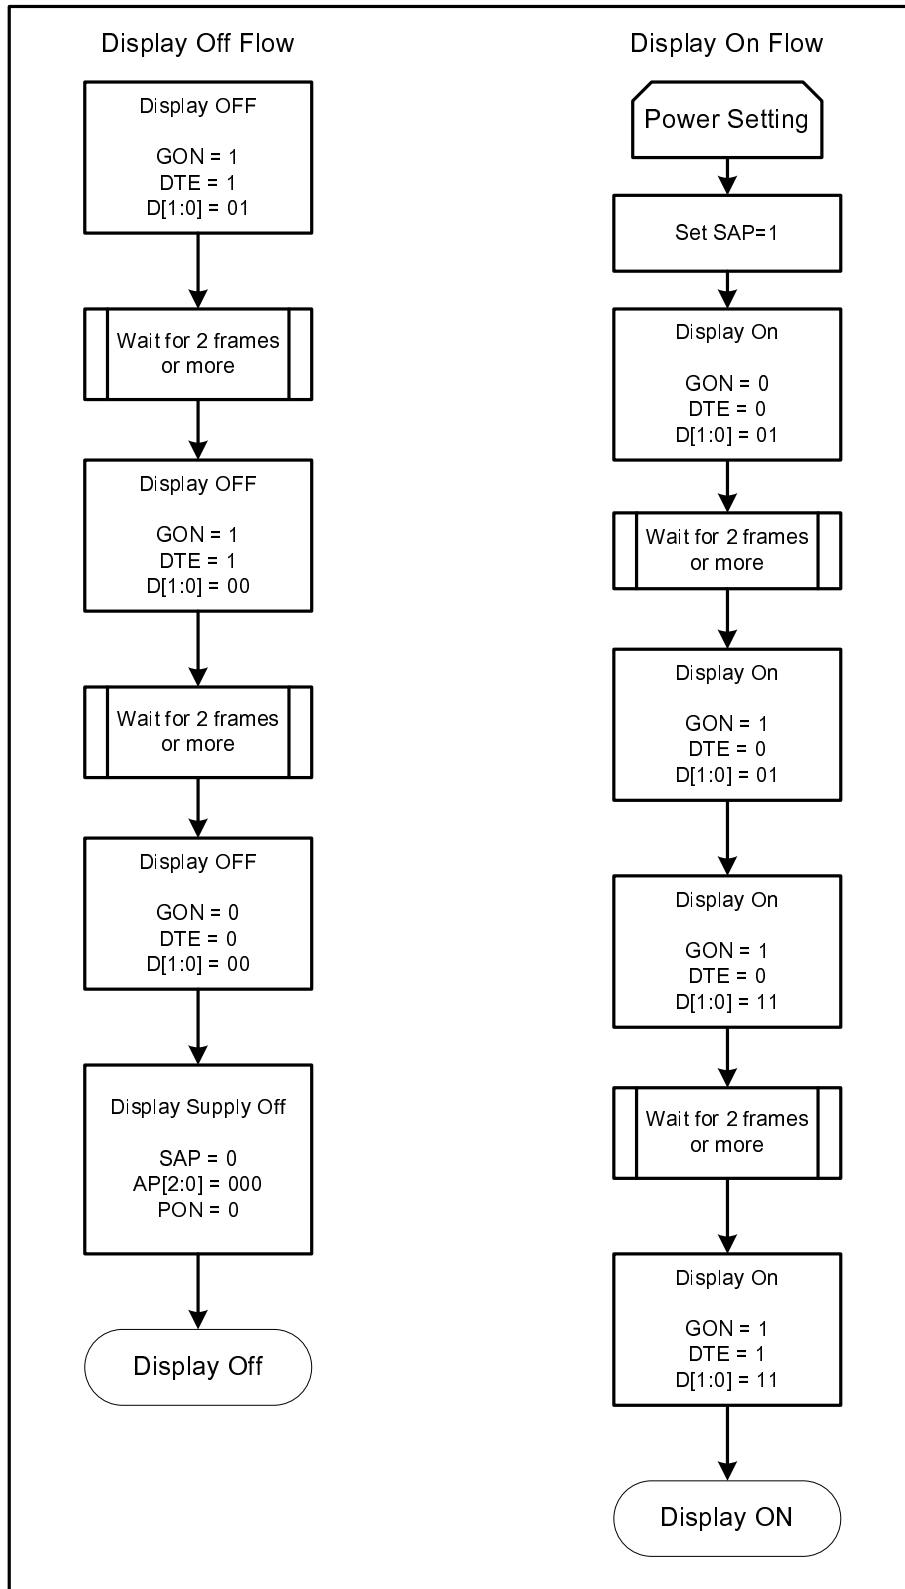 Display Off Flow
Display OFF
GON = 1
DTE = 1
D[1:0] = 01
Wait for 2 frames
or more
Display OFF
GON = 1
DTE = 1
D[1:0] = 00
Wait for 2 frames
or more
Display OFF
GON = 0
DTE = 0
D[1:0] = 00
Display Supply Off
SAP = 0
AP[2:0] = 000
PON = 0
Display Off
Display On Flow
Power Setting
Set SAP=1
Display On
GON = 0
DTE = 0
D[1:0] = 01
Wait for 2 frames
or more
Display On
GON = 1
DTE = 0
D[1:0] = 01
Display On
GON = 1
DTE = 0
D[1:0] = 11
Wait for 2 frames
or more
Display On
GON = 1
DTE = 1
D[1:0] = 11
Display ON